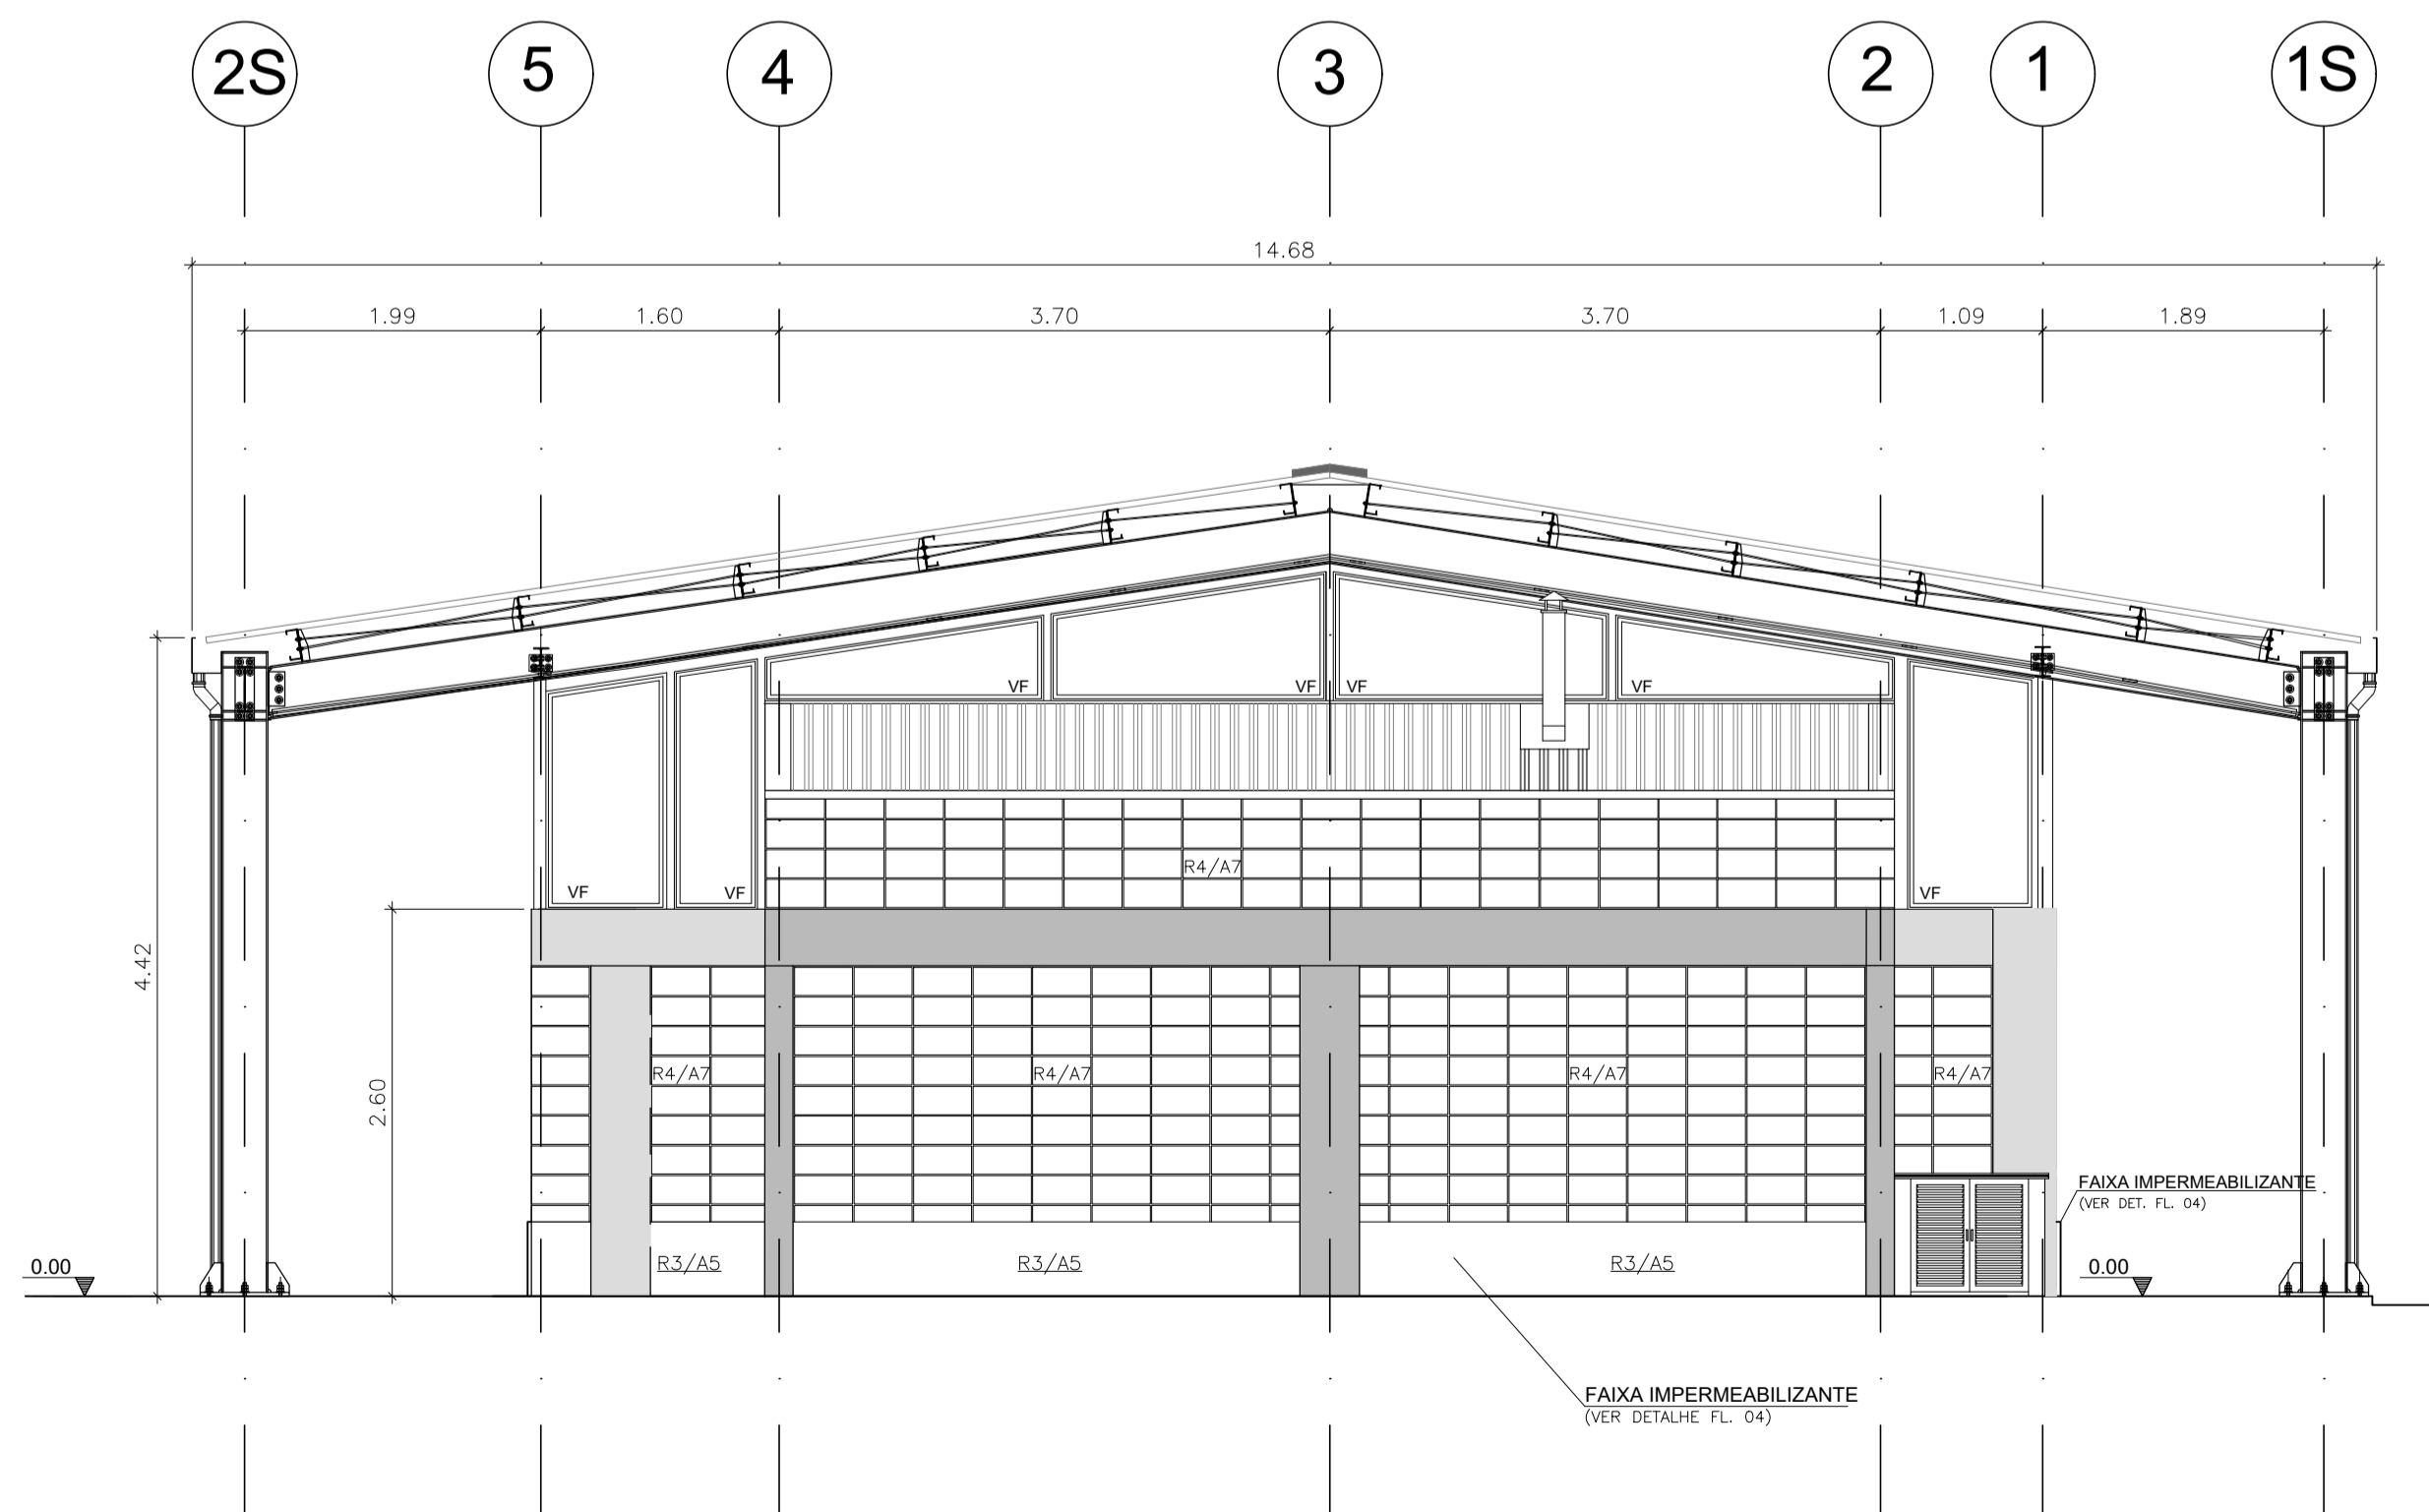 2S 5 4 3 2 1 1S
14.68
1.99 1.60 3.70 3.70 1.09 1.89
VF VF VF VF
R4/A7
VF VF VF
4.42
2.60
R4/A7 R4/A7 R4/A7 R4/A7
FAIXA IMPERMEABILIZANTE
(VER DET. FL. 04)
R3/A5 R3/A5 R3/A5
0.00 0.00
FAIXA IMPERMEABILIZANTE
(VER DETALHE FL. 04)